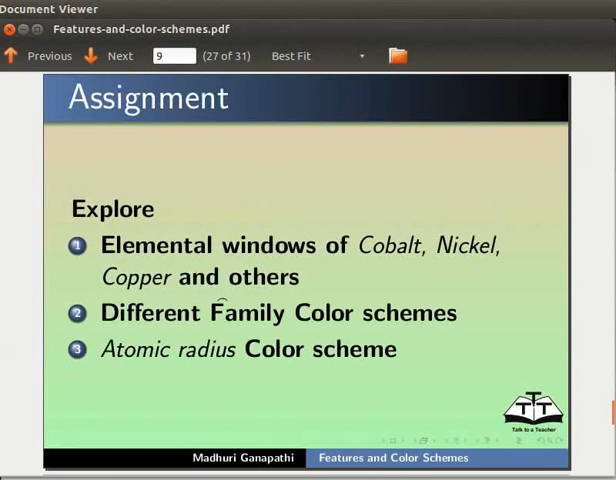 Document Viewer
Features-and-color-schemes.pdf
Previous Next 9 (27 of 31) Best Fit
Assignment
Explore
1 Elemental windows of Cobalt, Nickel,
Copper and others
2 Different Family Color schemes
3 Atomic radius Color scheme
T
T T
Talk to a Teacher
Madhuri Ganapathi Features and Color Schemes